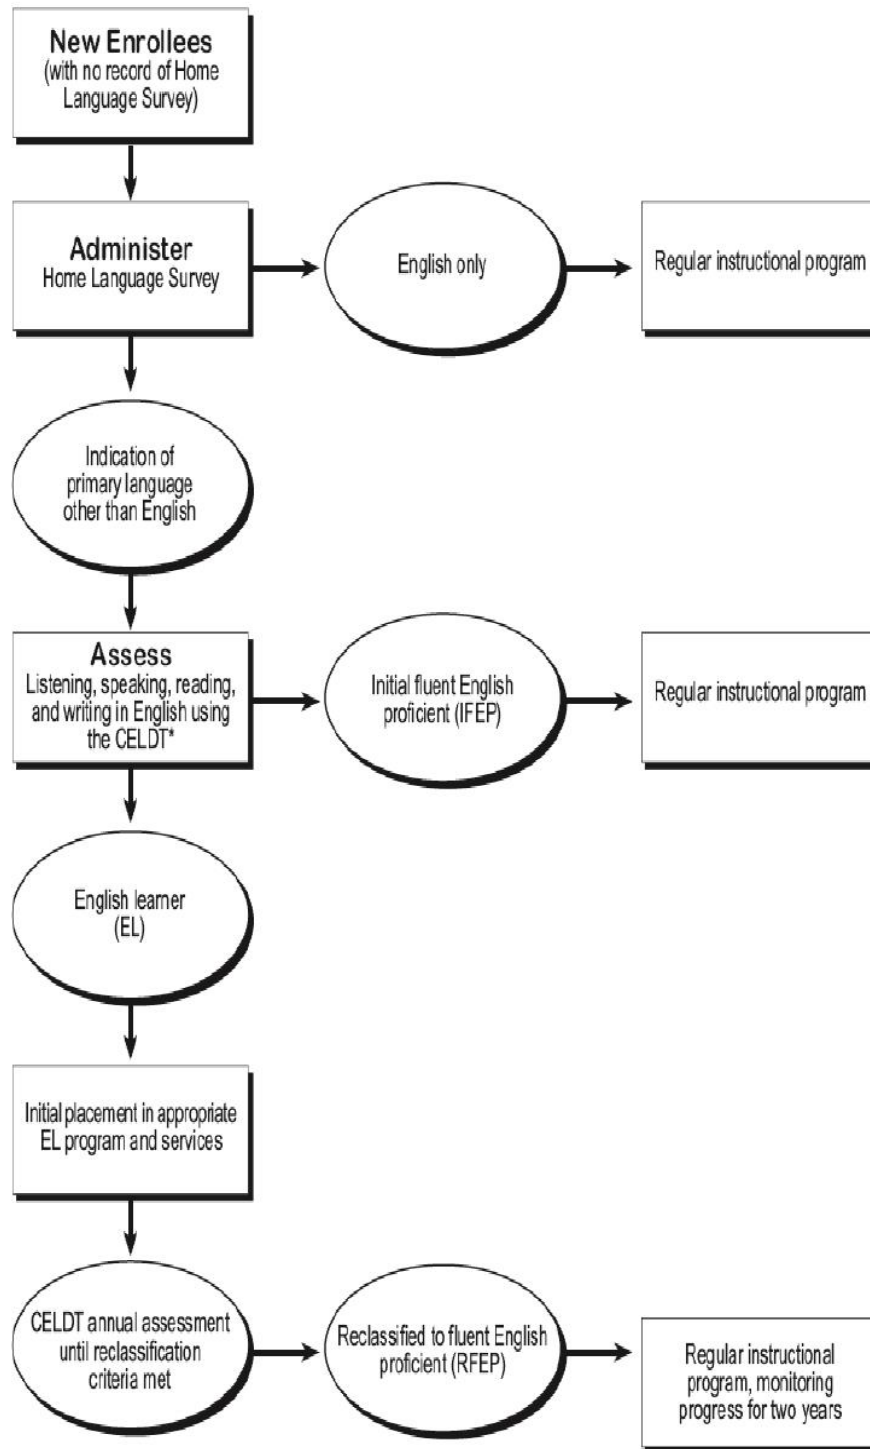 New Enrollees
(with no record of Home
Language Survey)
Administer
Home Language Survey
English only
Regular instructional program
Indication of
primary language
other than English
Assess
Listening, speaking, reading,
and writing in English using
the CELDT*
Initial fluent English
proficient (IFEP)
Regular instructional program
English learner
(EL)
Initial placement in appropriate
EL program and services
CELDT annual assessment
until reclassification
criteria met
Reclassified to fluent English
proficient (RFEP)
Regular instructional
program, monitoring
progress for two years